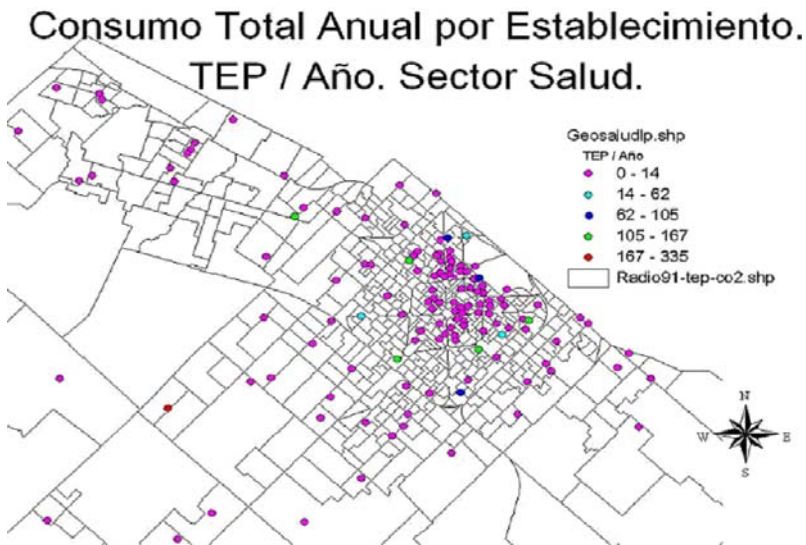 Consumo Total Anual por Establecimiento.
TEP / Año. Sector Salud.
Geosaludlp.shp
TEP / Año
0 - 14
14 - 62
62 - 105
105 - 167
167 - 335
Radio91-tep-co2.shp
N
W E
S